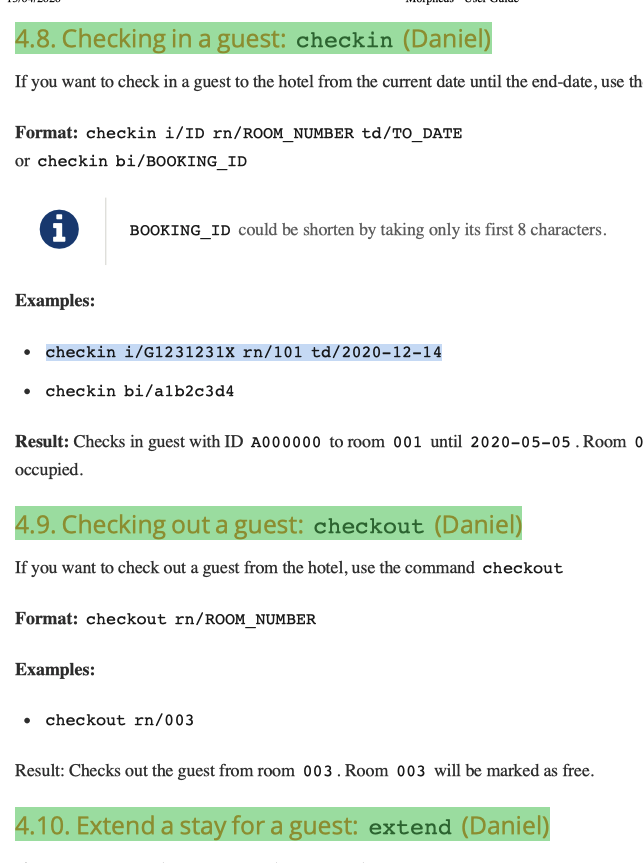 4.8. Checking in a guest: checkin (Daniel)
If you want to check in a guest to the hotel from the current date until the end-date, use
Format: checkin i/ID rn/ROOM_NUMBER td/TO_DATE
or checkin bi/BOOKING_ID
BOOKING_ID could be shorten by taking only its first 8 characters.
Examples:
• checkin i/G1231231X rn/101 td/2020-12-14
• checkin bi/a1b2c3d4
Result: Checks in guest with ID A000000 to room 001 until 2020-05-05. Room
occupied.
4.9. Checking out a guest: checkout (Daniel)
If you want to check out a guest from the hotel, use the command checkout
Format: checkout rn/ROOM_NUMBER
Examples:
• checkout rn/003
Result: Checks out the guest from room 003. Room 003 will be marked as free.
4.10. Extend a stay for a guest: extend (Daniel)